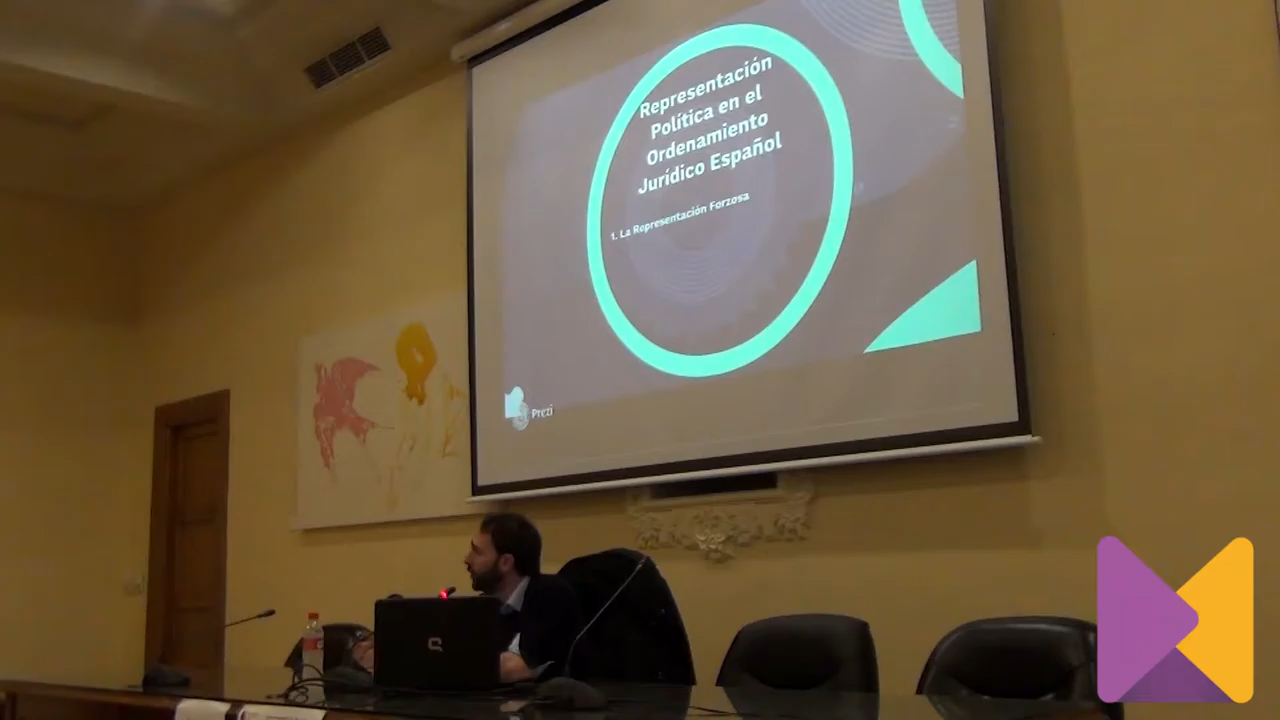 Representación
Política en el
Ordenamiento
Jurídico Español
1. La Representación Forzosa
Prezi